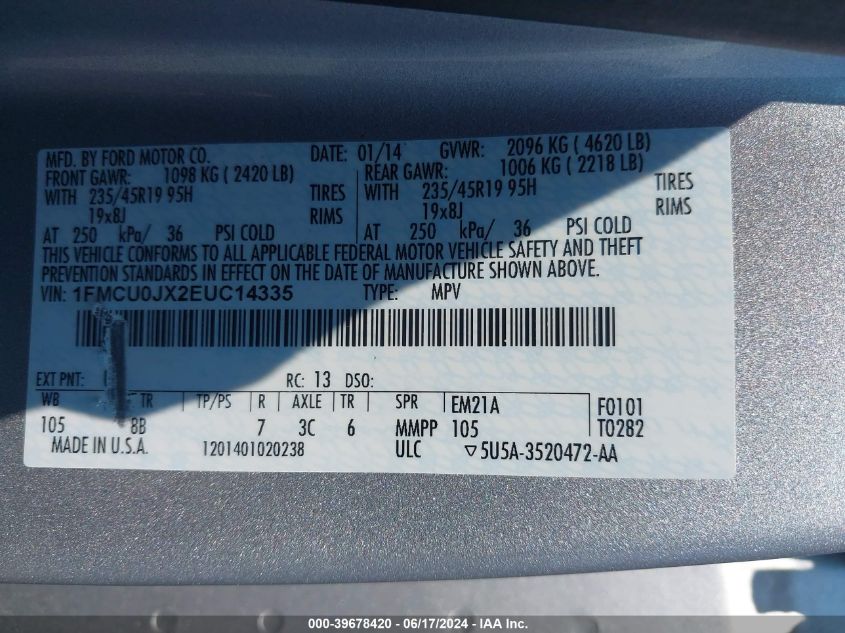 MFD. BY FORD MOTOR CO. DATE: 01/14 GVWR: 2096 KG ( 4620 LB)
FRONT GAWR: 1098 KG ( 2420 LB) REAR GAWR: 1006 KG ( 2218 LB)
WITH 235/45R19 95H TIRES WITH 235/45R19 95H TIRES
19x8J RIMS 19x8J RIMS
AT 250 kPa/ 36 PSI COLD AT 250 kPa/ 36 PSI COLD
THIS VEHICLE CONFORMS TO ALL APPLICABLE FEDERAL MOTOR VEHICLE SAFETY AND THEFT
PREVENTION STANDARDS IN EFFECT ON THE DATE OF MANUFACTURE SHOWN ABOVE.
VIN: 1FMCU0JX2EUC14335 TYPE: MPV
EXT PNT: RC: 13 DSO:
WB TR TP/PS R AXLE TR SPR EM21A F0101
105 8B 7 3C 6 MMPP 105 T0282
MADE IN U.S.A. 1201401020238 ULC ▽5U5A-3520472-AA
000-39678420 - 06/17/2024 - IAA Inc.